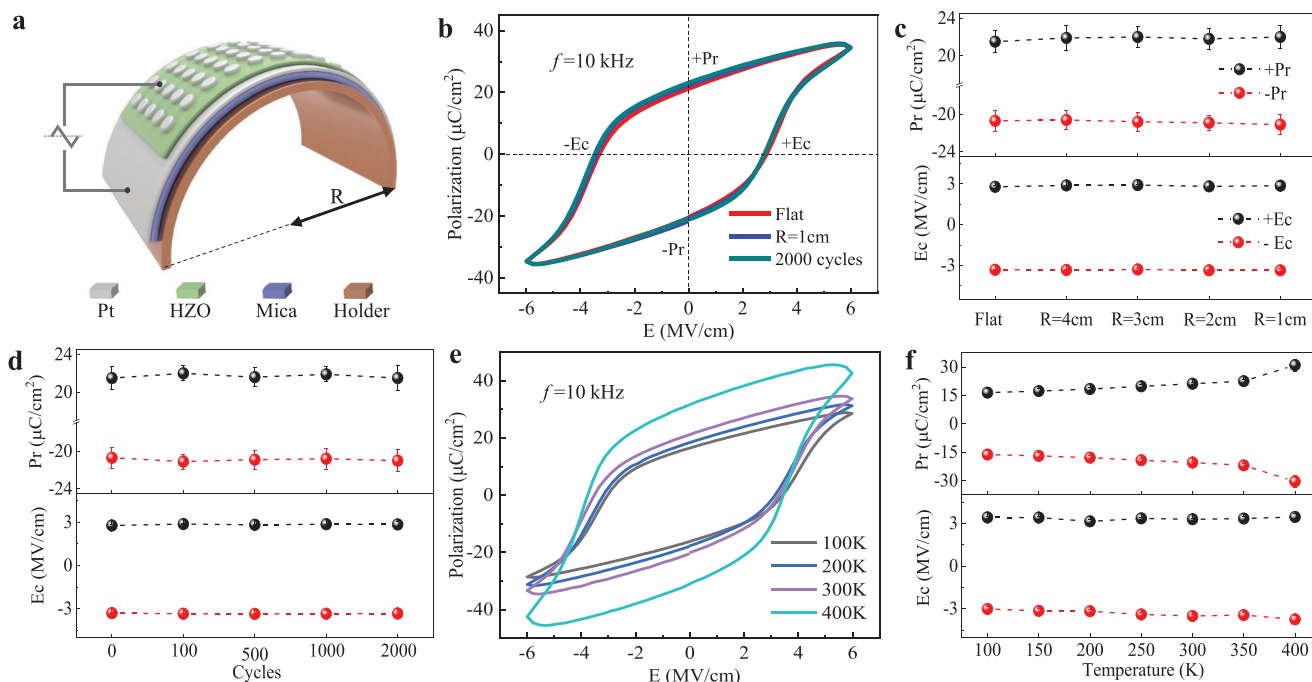 a
R
Pt HZO Mica Holder
b
Polarization (μC/cm²)
40
20
0
-20
-40
f=10 kHz
+Pr
-Ec
+Ec
-Pr
Flat
R=1cm
2000 cycles
-6 -4 -2 0 2 4 6
E (MV/cm)
c
Pr (μC/cm²)
24
20
-20
-24
+Pr
-Pr
Ec (MV/cm)
3
0
-3
+Ec
- Ec
Flat R=4cm R=3cm R=2cm R=1cm
d
Pr (μC/cm²)
24
20
-20
-24
Ec (MV/cm)
3
0
-3
0 100 500 1000 2000
Cycles
e
Polarization (μC/cm²)
40
20
0
-20
-40
f=10 kHz
100K
200K
300K
400K
-6 -4 -2 0 2 4 6
E (MV/cm)
f
Pr (μC/cm²)
30
15
-15
-30
Ec (MV/cm)
3
0
-3
100 150 200 250 300 350 400
Temperature (K)